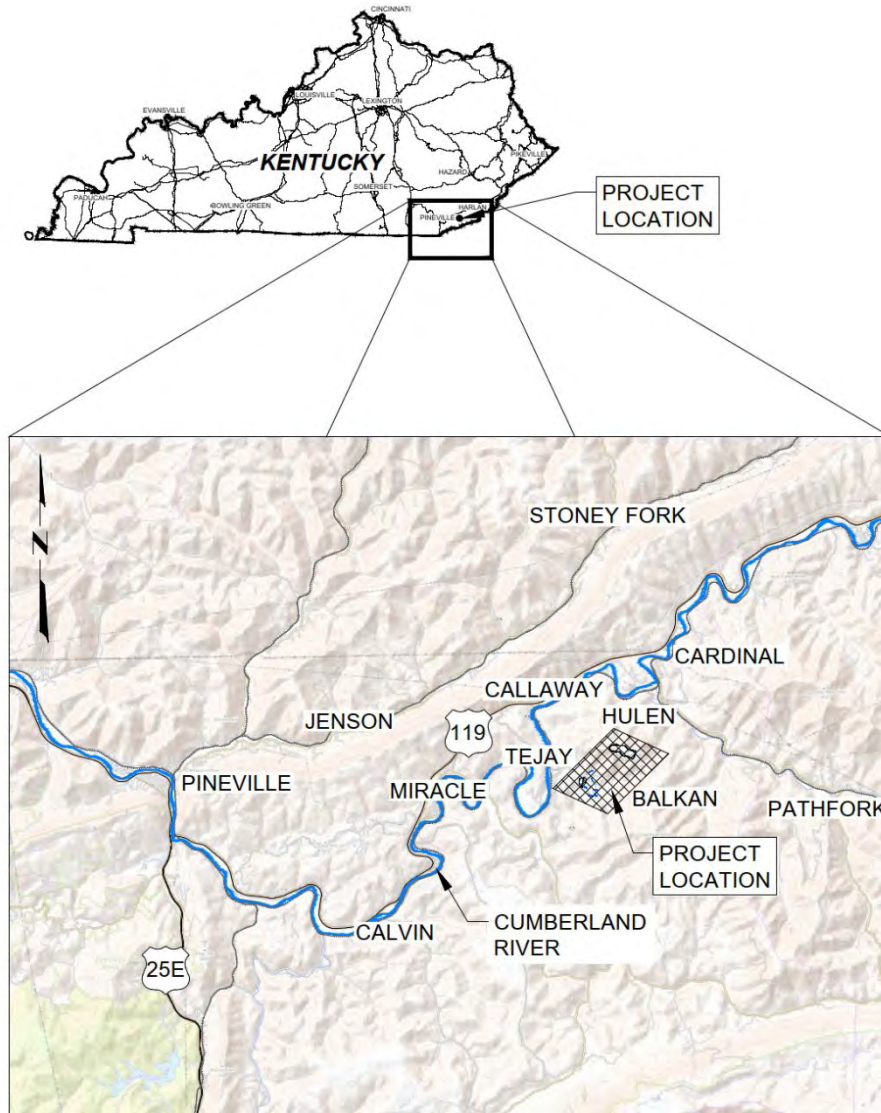 CINCINNATI
LOUISVILLE
LEXINGTON
EVANSVILLE
KENTUCKY
PIKEVILLE
HAZARD
PADUCAH
BOWLING GREEN
SOMERSET
HARLAN
PINEVILLE
PROJECT
LOCATION
N
STONEY FORK
CARDINAL
CALLAWAY
JENSON
HULEN
119
TEJAY
PINEVILLE
MIRACLE
BALKAN
PATHFORK
PROJECT
LOCATION
CALVIN
CUMBERLAND
RIVER
25E